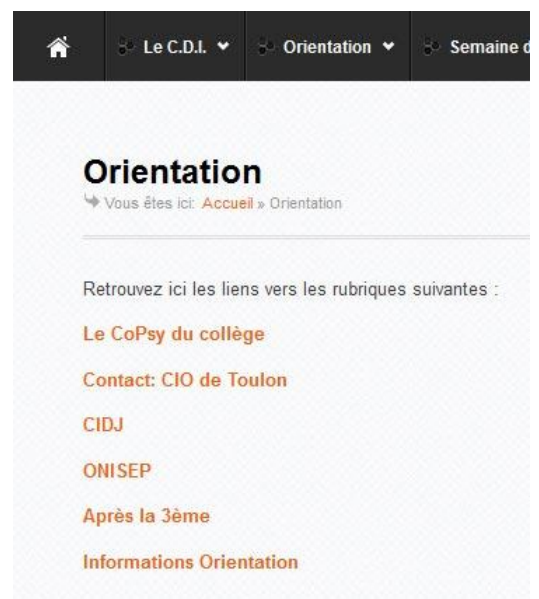 Le C.D.I. Orientation Semaine d
Orientation
Vous êtes ici: Accueil » Orientation
Retrouvez ici les liens vers les rubriques suivantes :
Le CoPsy du collège
Contact: CIO de Toulon
CIDJ
ONISEP
Après la 3ème
Informations Orientation